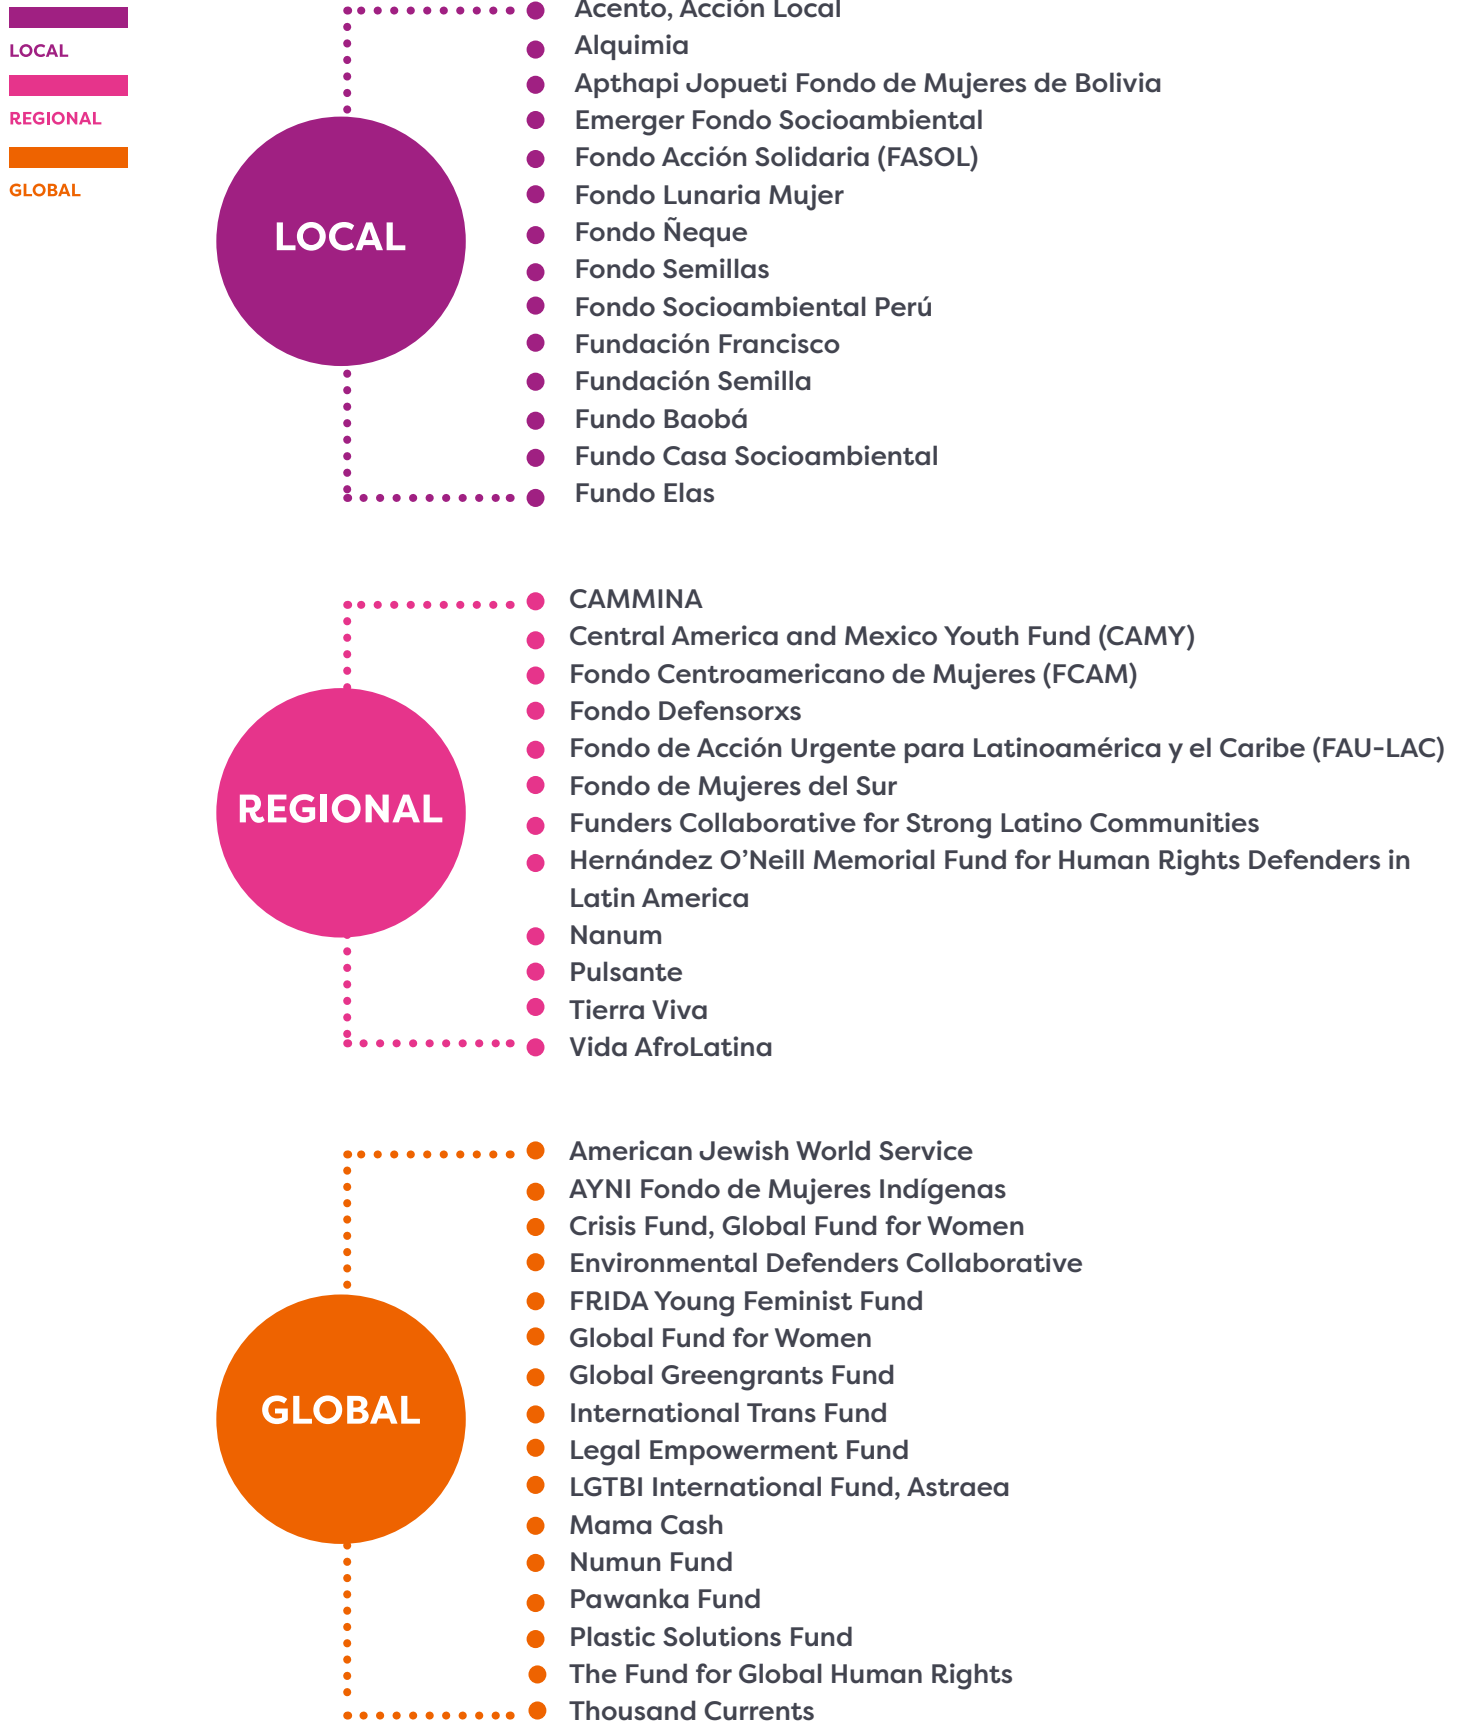 LOCAL
REGIONAL
GLOBAL
LOCAL
Acento, Acción Local
Alquimia
Apthapi Jopueti Fondo de Mujeres de Bolivia
Emerger Fondo Socioambiental
Fondo Acción Solidaria (FASOL)
Fondo Lunaria Mujer
Fondo Ñeque
Fondo Semillas
Fondo Socioambiental Perú
Fundación Francisco
Fundación Semilla
Fundo Baobá
Fundo Casa Socioambiental
Fundo Elas
REGIONAL
CAMMINA
Central America and Mexico Youth Fund (CAMY)
Fondo Centroamericano de Mujeres (FCAM)
Fondo Defensorxs
Fondo de Acción Urgente para Latinoamérica y el Caribe (FAU-LAC)
Fondo de Mujeres del Sur
Funders Collaborative for Strong Latino Communities
Hernández O’Neill Memorial Fund for Human Rights Defenders in
Latin America
Nanum
Pulsante
Tierra Viva
Vida AfroLatina
GLOBAL
American Jewish World Service
AYNI Fondo de Mujeres Indígenas
Crisis Fund, Global Fund for Women
Environmental Defenders Collaborative
FRIDA Young Feminist Fund
Global Fund for Women
Global Greengrants Fund
International Trans Fund
Legal Empowerment Fund
LGTBI International Fund, Astraea
Mama Cash
Numun Fund
Pawanka Fund
Plastic Solutions Fund
The Fund for Global Human Rights
Thousand Currents